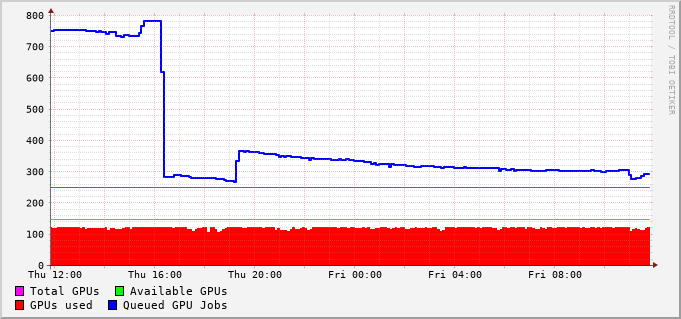 800
700
600
500
400
300
200
100
0
Thu 12:00 Thu 16:00 Thu 20:00 Fri 00:00 Fri 04:00 Fri 08:00
Total GPUs Available GPUs
GPUs used Queued GPU Jobs
RRDTOOL / TOBI OETIKER